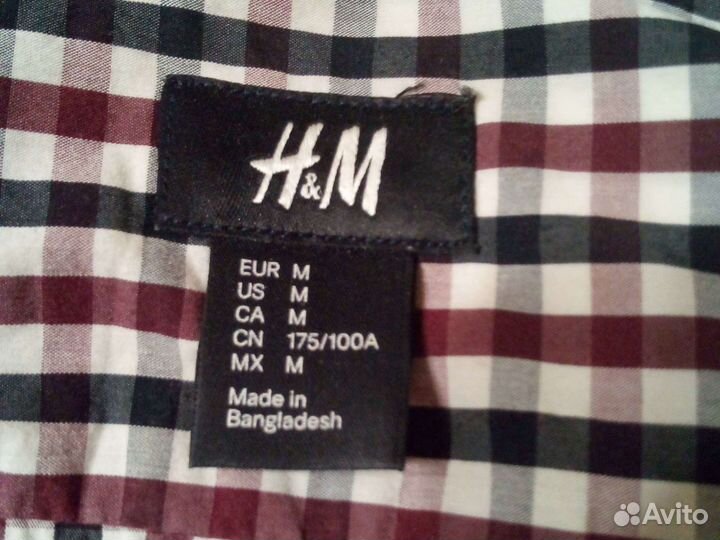 H&M
EUR M
US M
CA M
CN 175/100A
MX M
Made in
Bangladesh
Avito